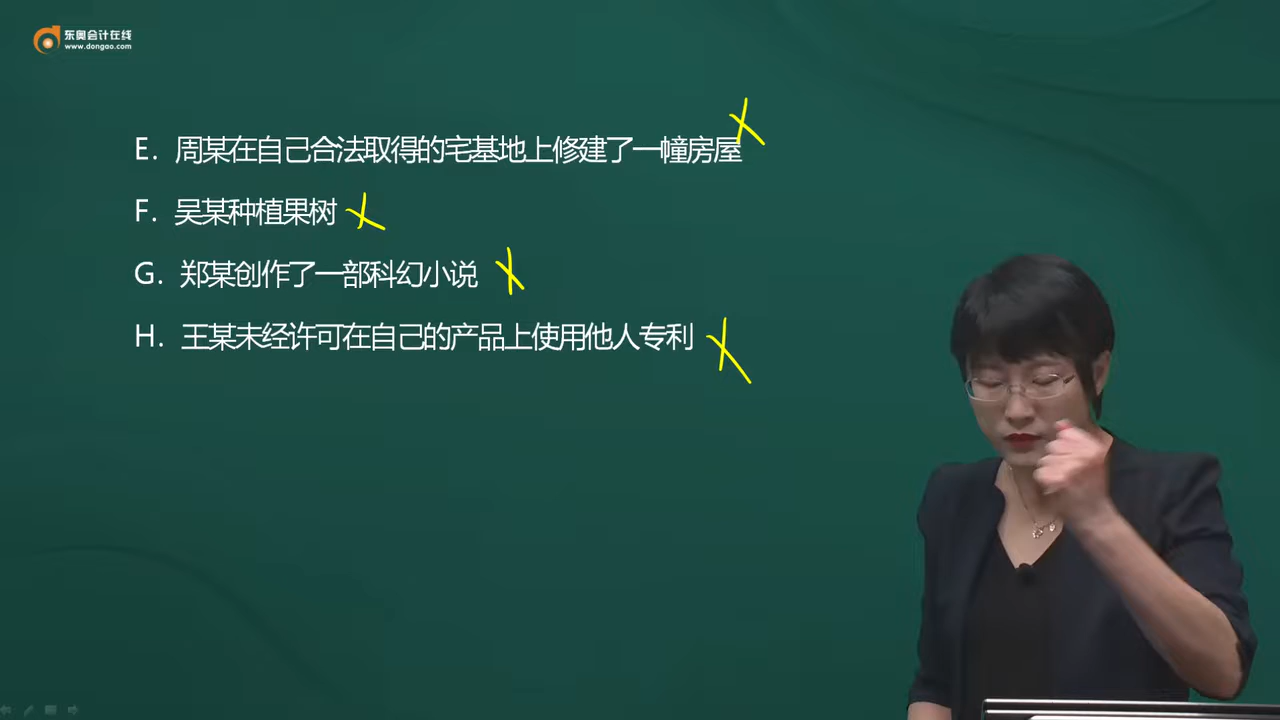 东奥会计在线
www.dongao.com
E. 周某在自己合法取得的宅基地上修建了一幢房屋
F. 吴某种植果树
G. 郑某创作了一部科幻小说
H. 王某未经许可在自己的产品上使用他人专利